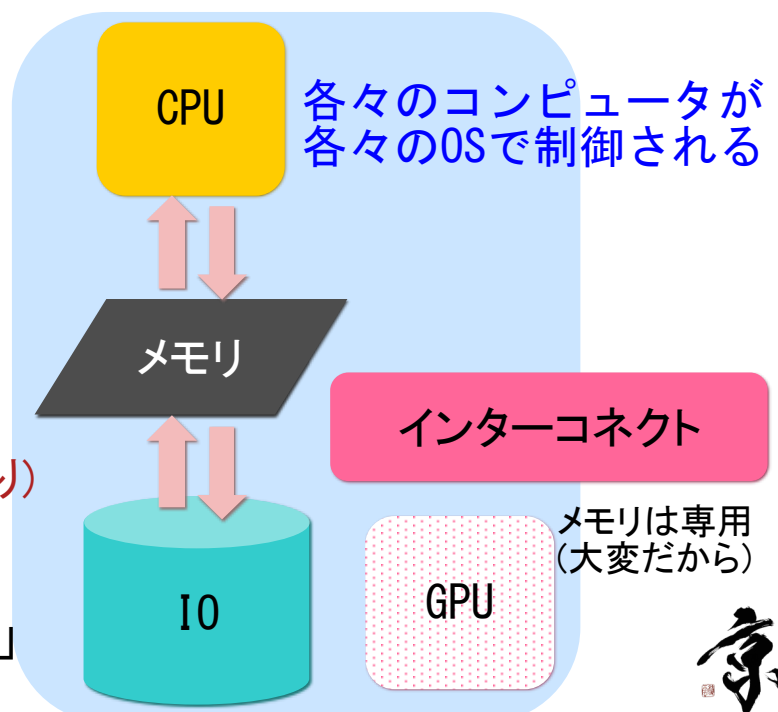 CPU
各々のコンピュータが
各々のOSで制御される
メモリ
インターコネクト
り)
メモリは専用
(大変だから)
IO
GPU
」
京